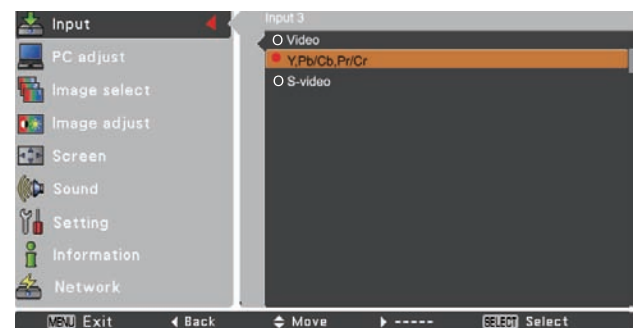 Input
PC adjust
Image select
Image adjust
Screen
Sound
Setting
Information
Network
Input 3
Video
Y,Pb/Cb,Pr/Cr
S-video
MENU Exit
Back
Move
-----
SELECT Select